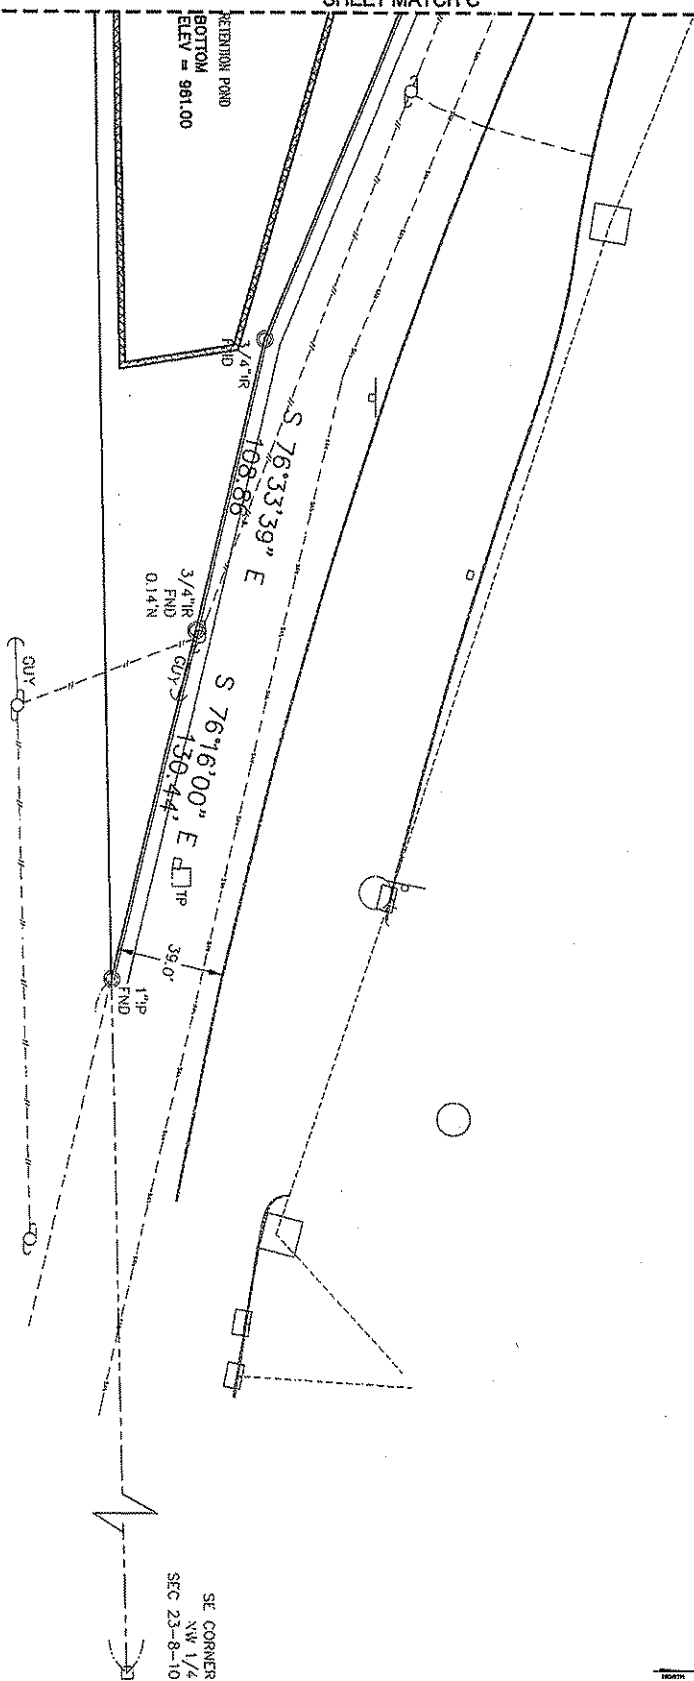 SHEET MATCH C
RETENTION POND
BOTTOM
ELEV = 961.00
3/4"IR
FND
S 76°33'39" E
108.86'
3/4"IR
FND
0.14'N
GUY
GUY
S 76°16'00" E
130.44'
TP
39.0'
1"IP
FND
SE CORNER
NW 1/4
SEC 23-8-10
NORTH